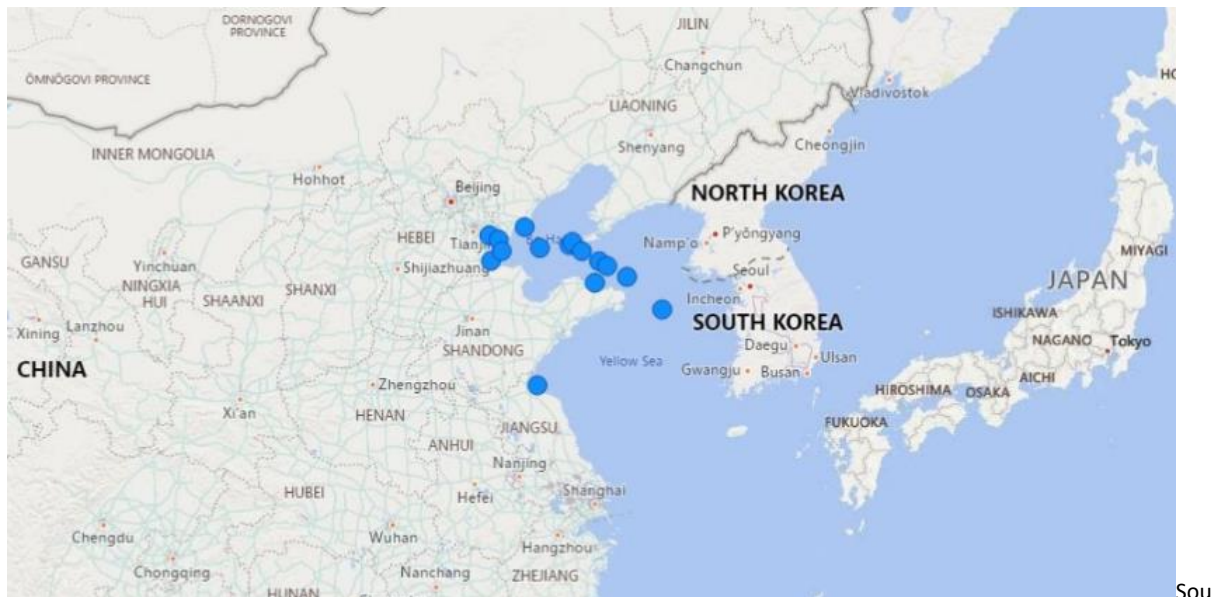 DORNOGOVI
PROVINCE
JILIN
Changchun
ÖMNÖGOVI PROVINCE
HO
Vladivostok
LIAONING
Shenyang
Cheongjin
INNER MONGOLIA
Hohhot
Beijing
NORTH KOREA
HEBEI
Tianji
Namp'o
P'yŏngyang
MIYAGI
GANSU
Yinchuan
Shijiazhuang
Seoul
NINGXIA
HUI
SHAANXI
SHANXI
Incheon
JAPAN
Xining
Lanzhou
Jinan
SOUTH KOREA
ISHIKAWA
SHANDONG
Daegu
NAGANO
Tokyo
CHINA
Yellow Sea
Ulsan
Zhengzhou
Gwangju
Busan
AICHI
HIROSHIMA
OSAKA
Xi'an
HENAN
JIANGSU
FUKUOKA
ANHUI
Nanjing
HUBEI
Hefei
Shanghai
Chengdu
Wuhan
Hangzhou
Chongqing
Nanchang
ZHEJIANG
HUNAN
Sou